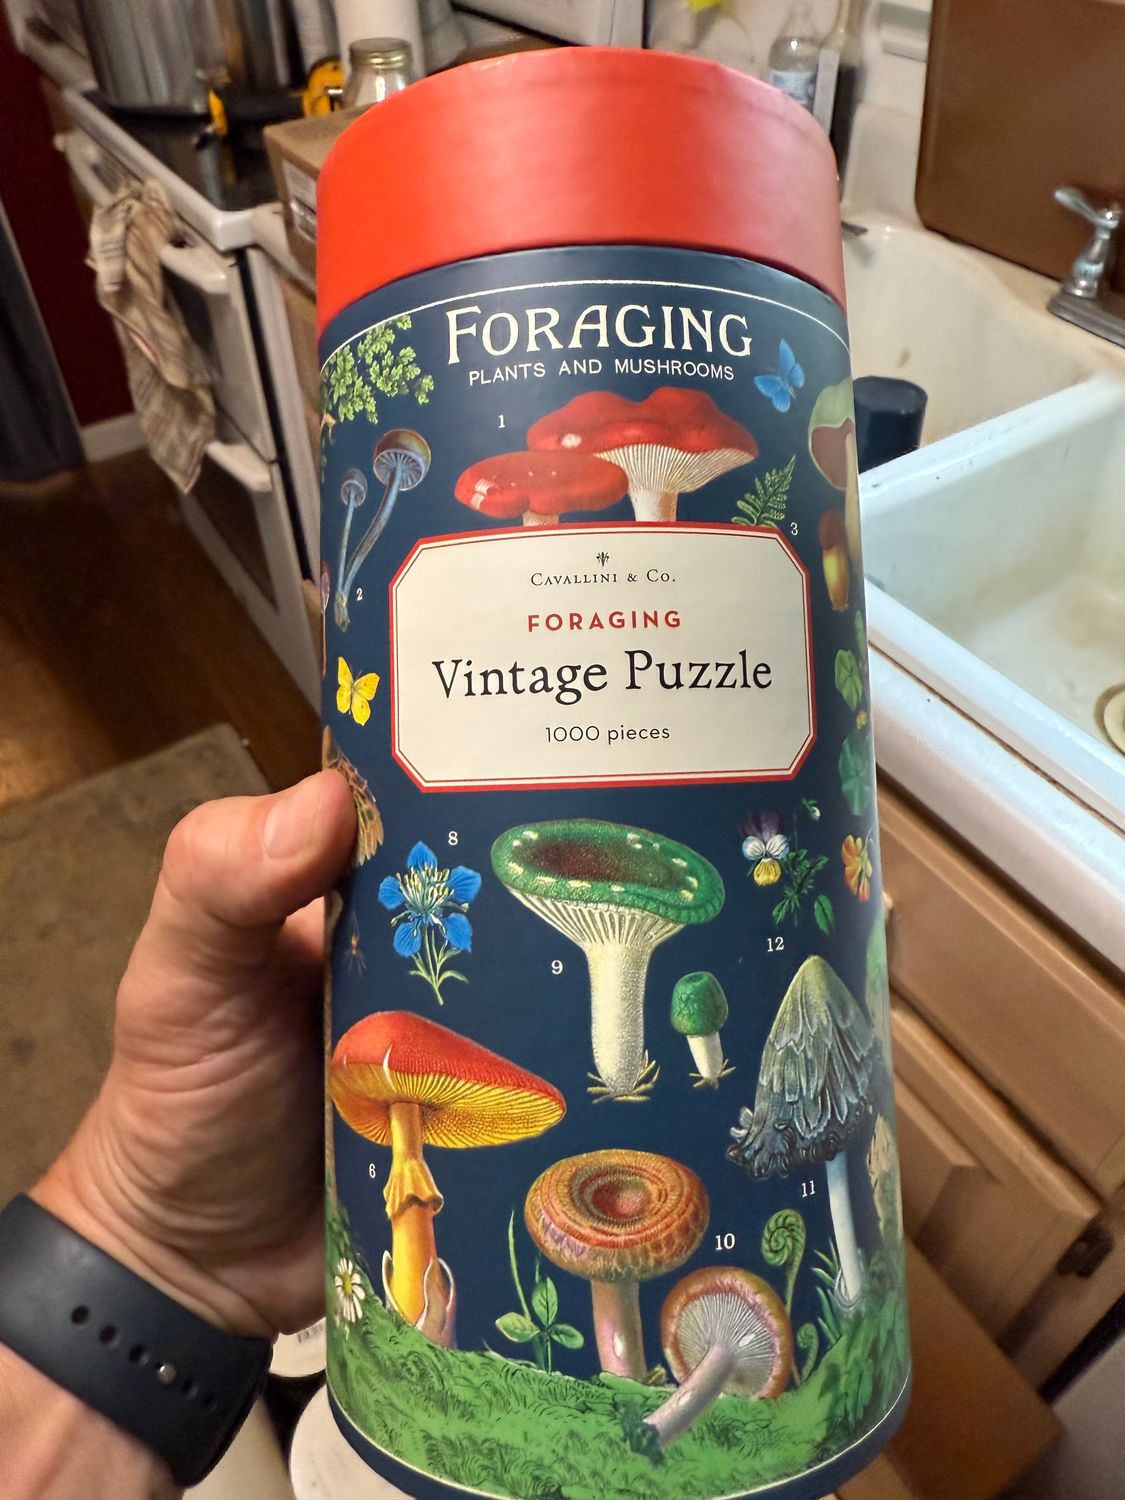 FORAGING
PLANTS AND MUSHROOMS
1
2
3
CAVALLINI & CO.
FORAGING
Vintage Puzzle
1000 pieces
8
9
12
6
11
10